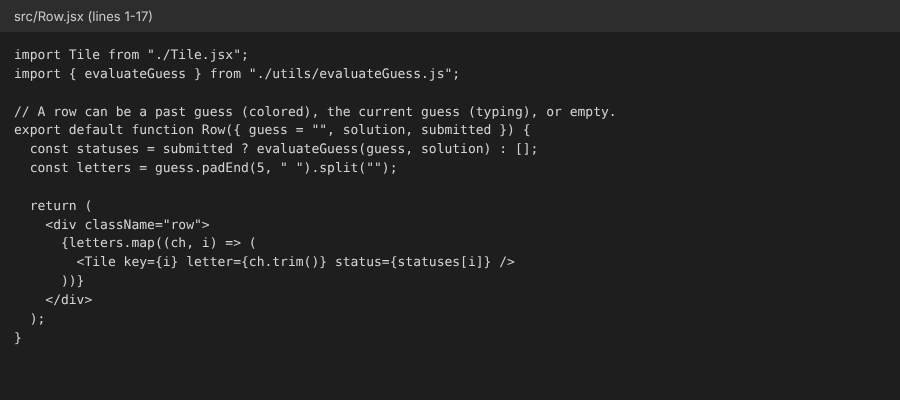 src/Row.jsx (lines 1-17)
import Tile from "./Tile.jsx";
import { evaluateGuess } from "./utils/evaluateGuess.js";

// A row can be a past guess (colored), the current guess (typing), or empty.
export default function Row({ guess = "", solution, submitted }) {
  const statuses = submitted ? evaluateGuess(guess, solution) : [];
  const letters = guess.padEnd(5, " ").split("");

  return (
    <div className="row">
      {letters.map((ch, i) => (
        <Tile key={i} letter={ch.trim()} status={statuses[i]} />
      ))}
    </div>
  );
}